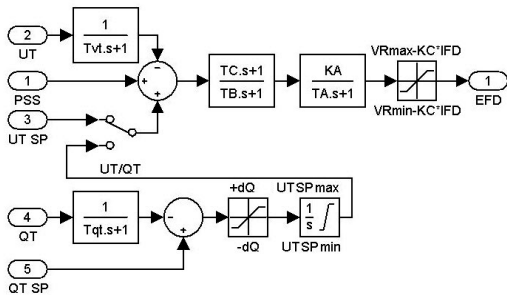 2
UT
1
Tvt.s+1
1
PSS
3
UT SP
UT/QT
TC.s+1
TB.s+1
KA
TA.s+1
VRmax-KC*IFD
VRmin-KC*IFD
1
EFD
4
QT
1
Tqt.s+1
5
QT SP
+dQ
-dQ
UTSPmax
1
s
UTSPmin